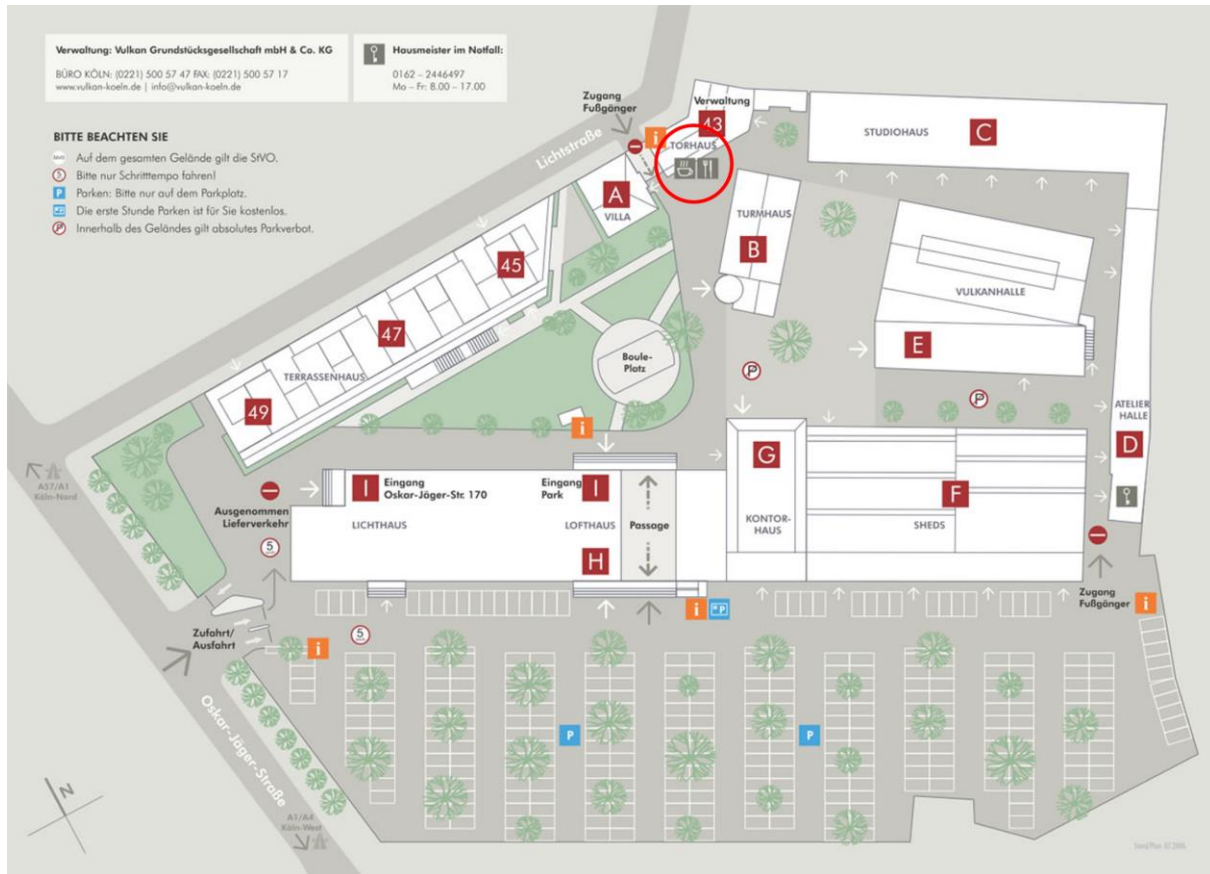 Verwaltung: Vulkan Grundstücksgesellschaft mbH & Co. KG
BÜRO KÖLN: (0221) 500 57 47 FAX: (0221) 500 57 17
www.vulkan-koeln.de | info@vulkan-koeln.de
Hausmeister im Notfall:
0162 – 2446497
Mo – Fr: 8.00 – 17.00
BITTE BEACHTEN SIE
Auf dem gesamten Gelände gilt die StVO.
5 Bitte nur Schritttempo fahren!
P Parken: Bitte nur auf dem Parkplatz.
Die erste Stunde Parken ist für Sie kostenlos.
P Innerhalb des Geländes gilt absolutes Parkverbot.
Zugang
Fußgänger
Lichtstraße
i
Verwaltung
43
TORHAUS
STUDIOHAUS
C
A
VILLA
TURMHAUS
B
45
47
TERRASSENHAUS
49
VULKANHALLE
E
Boule-
Platz
P
P
ATELIER
HALLE
D
i
G
KONTOR-
HAUS
F
SHEDS
A57/A1
Köln-Nord
Ausgenommen
Lieferverkehr
5
I
Eingang
Oskar-Jäger-Str. 170
LICHTHAUS
Eingang
Park
I
LOFTHAUS
Passage
H
i
P
Zugang
Fußgänger
i
Zufahrt/
Ausfahrt
i
5
P
P
Oskar-Jäger-Straße
A1/A4
Köln-West
N